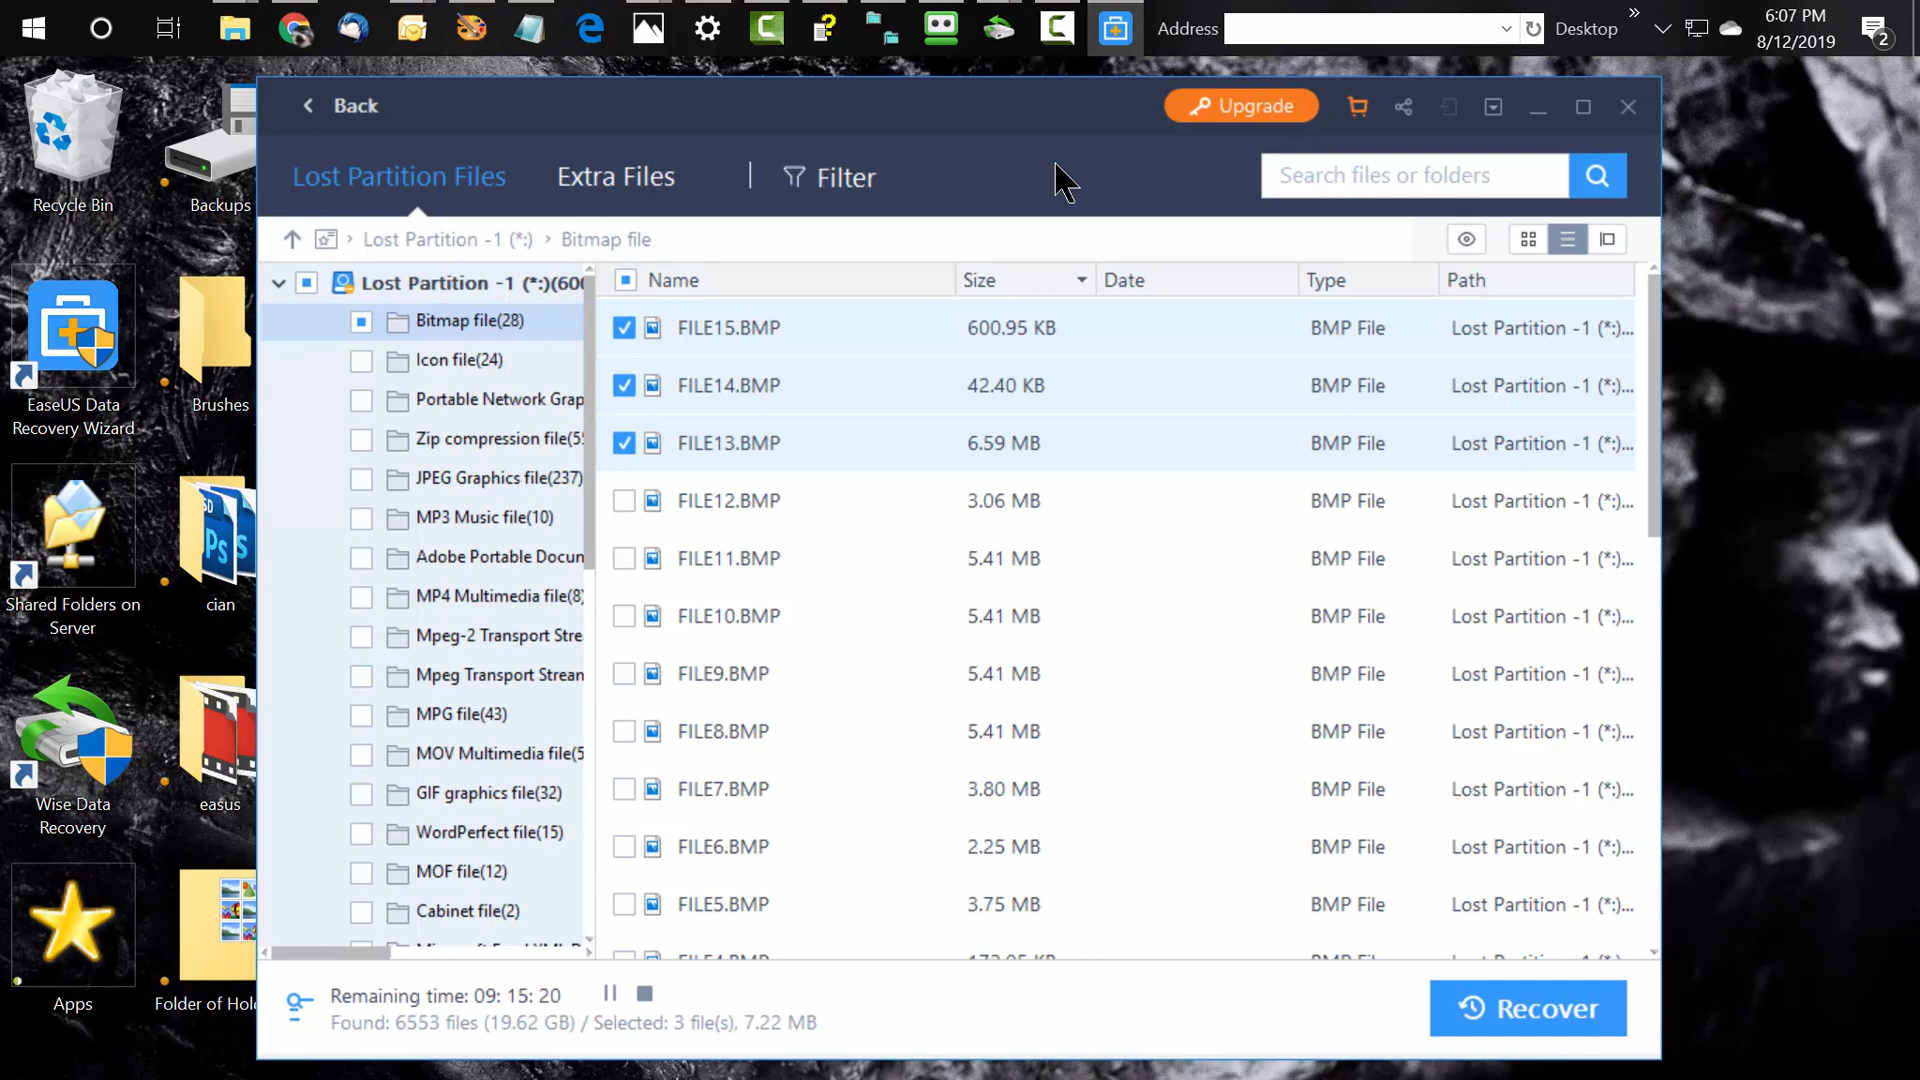 Address
Desktop
6:07 PM
8/12/2019
2
Recycle Bin
Backups
EaseUS Data
Recovery Wizard
Brushes
Shared Folders on
Server
cian
Wise Data
Recovery
easus
Apps
Back
Upgrade
Lost Partition Files
Extra Files
Filter
Search files or folders
Lost Partition -1 (*:) > Bitmap file
Lost Partition -1 (*:)(600
Bitmap file(28)
Icon file(24)
Portable Network Grap
Zip compression file(5
JPEG Graphics file(237)
MP3 Music file(10)
Adobe Portable Docun
MP4 Multimedia file(8)
Mpeg-2 Transport Stre
Mpeg Transport Strean
MPG file(43)
MOV Multimedia file(5
GIF graphics file(32)
WordPerfect file(15)
MOF file(12)
Cabinet file(2)
Name Size Date Type Path
FILE15.BMP 600.95 KB BMP File Lost Partition -1 (*:)...
FILE14.BMP 42.40 KB BMP File Lost Partition -1 (*:)...
FILE13.BMP 6.59 MB BMP File Lost Partition -1 (*:)...
FILE12.BMP 3.06 MB BMP File Lost Partition -1 (*:)...
FILE11.BMP 5.41 MB BMP File Lost Partition -1 (*:)...
FILE10.BMP 5.41 MB BMP File Lost Partition -1 (*:)...
FILE9.BMP 5.41 MB BMP File Lost Partition -1 (*:)...
FILE8.BMP 5.41 MB BMP File Lost Partition -1 (*:)...
FILE7.BMP 3.80 MB BMP File Lost Partition -1 (*:)...
FILE6.BMP 2.25 MB BMP File Lost Partition -1 (*:)...
FILE5.BMP 3.75 MB BMP File Lost Partition -1 (*:)...
Folder of Hol
Remaining time: 09: 15: 20
Found: 6553 files (19.62 GB) / Selected: 3 file(s), 7.22 MB
Recover